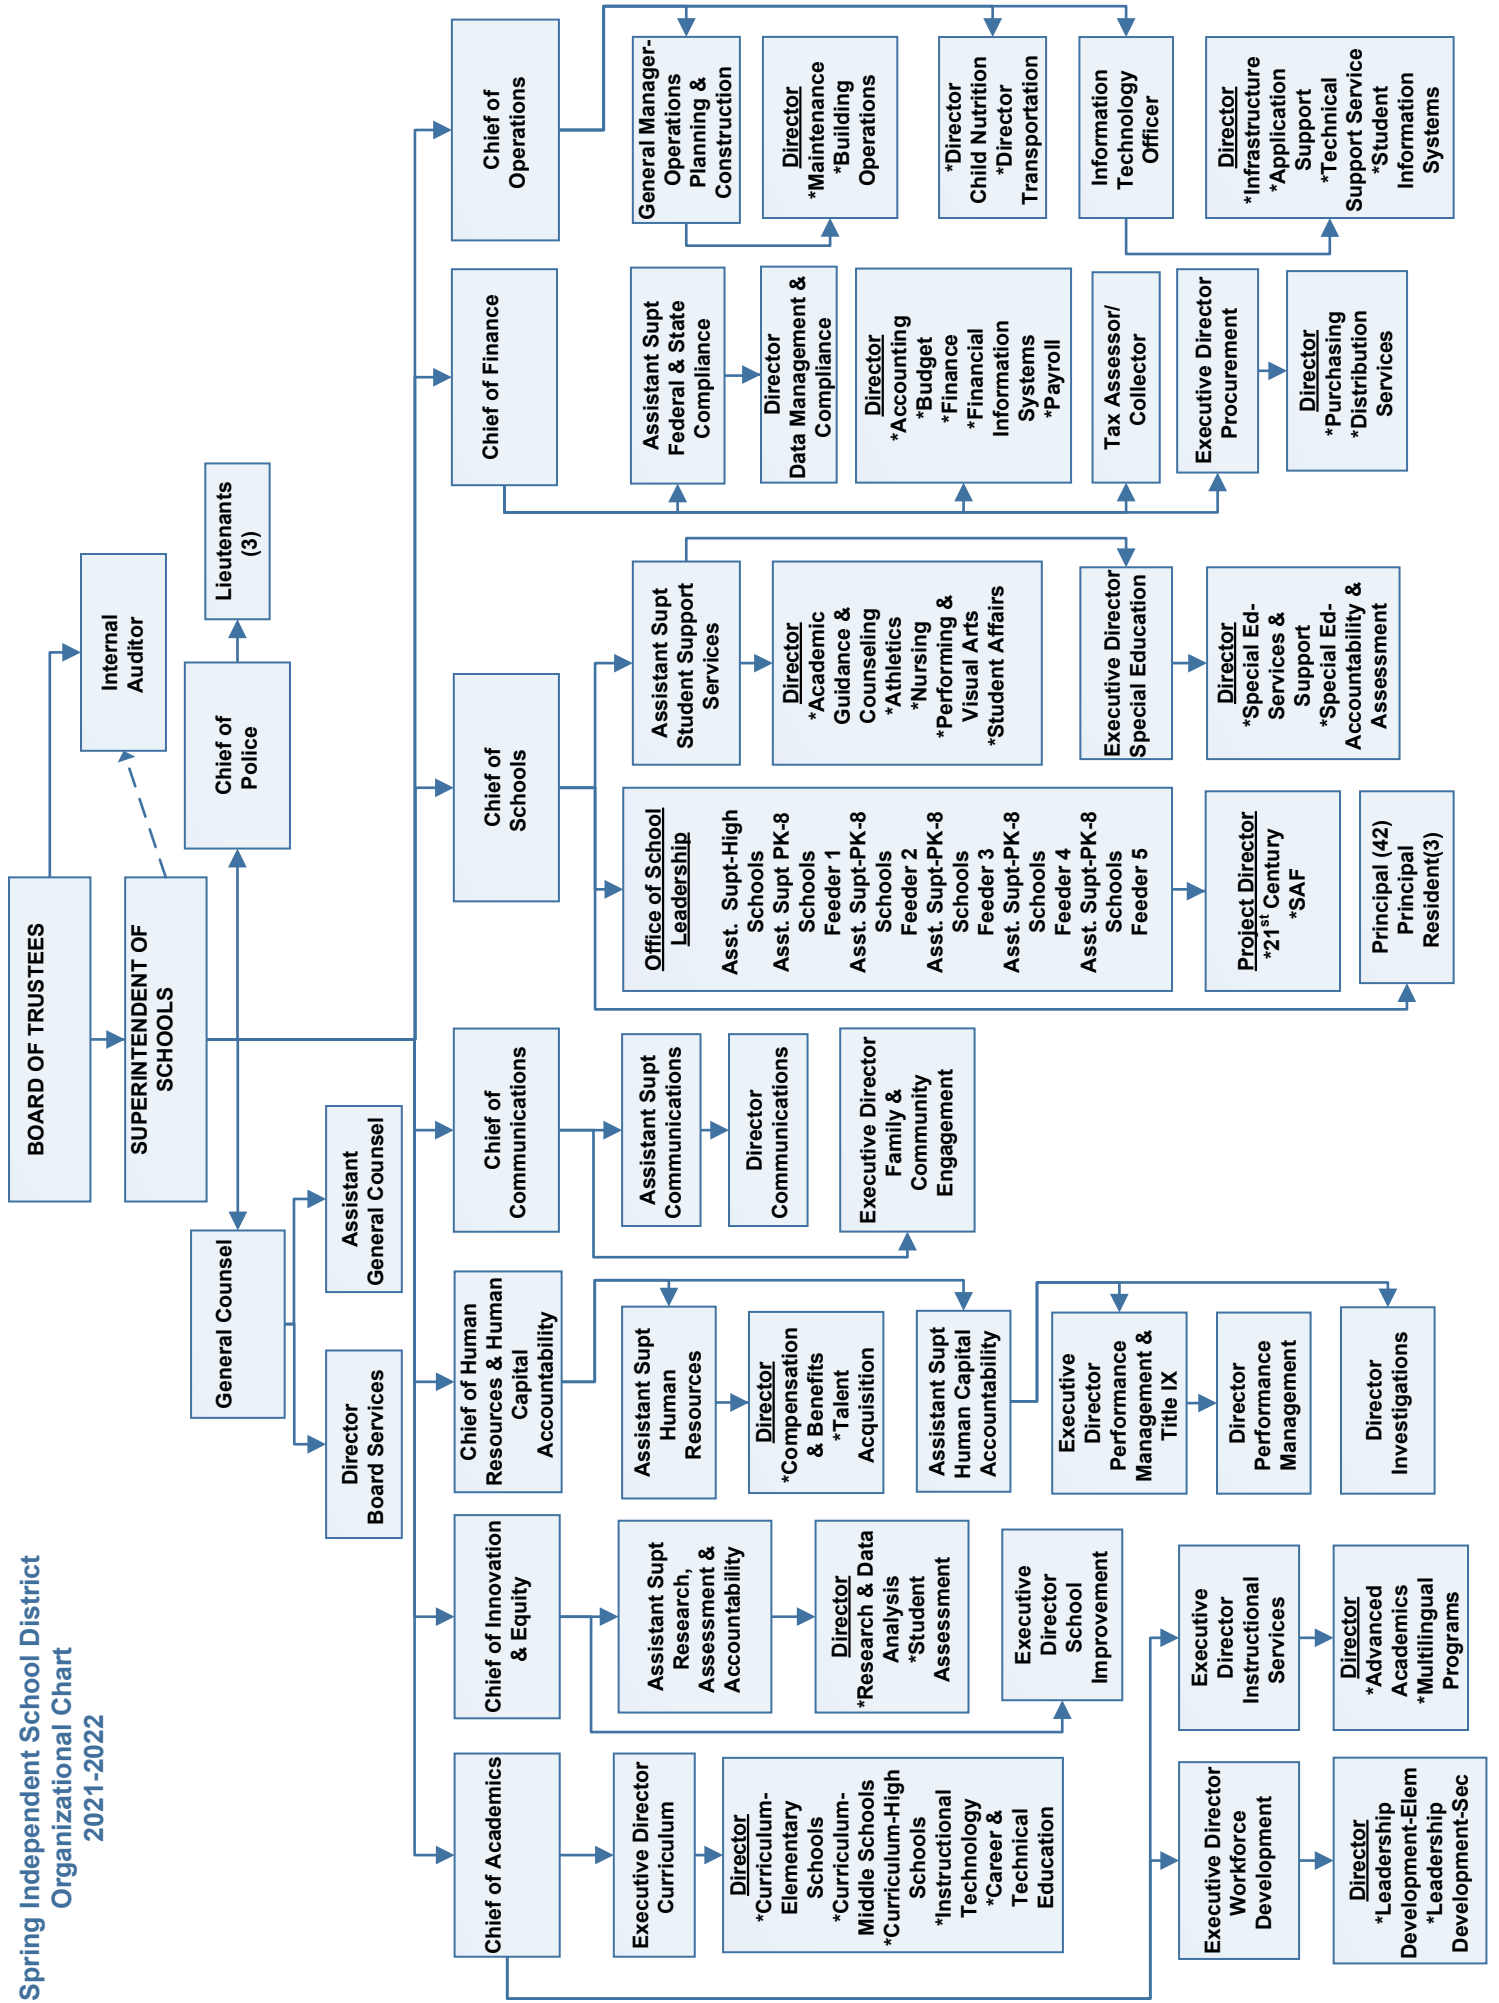 Spring Independent School District
Organizational Chart
2021-2022
BOARD OF TRUSTEES
Internal
Auditor
SUPERINTENDENT OF
SCHOOLS
General Counsel
Chief of
Police
Lieutenants
(3)
Director
Board Services
Assistant
General Counsel
Chief of Academics
Executive Director
Curriculum
Director
*Curriculum-
Elementary
Schools
*Curriculum-
Middle Schools
*Curriculum-High
Schools
*Instructional
Technology
*Career &
Technical
Education
Executive Director
Workforce
Development
Director
*Leadership
Development-Elem
*Leadership
Development-Sec
Executive
Director
Instructional
Services
Director
*Advanced
Academics
*Multilingual
Programs
Chief of Innovation
& Equity
Assistant Supt
Research,
Assessment &
Accountability
Director
*Research & Data
Analysis
*Student
Assessment
Executive
Director
School
Improvement
Chief of Human
Resources & Human
Capital
Accountability
Assistant Supt
Human
Resources
Director
*Compensation
& Benefits
*Talent
Acquisition
Assistant Supt
Human Capital
Accountability
Executive
Director
Performance
Management &
Title IX
Director
Performance
Management
Director
Investigations
Chief of
Communications
Assistant Supt
Communications
Director
Communications
Executive Director
Family &
Community
Engagement
Chief of
Schools
Office of School
Leadership
Asst. Supt-High
Schools
Asst. Supt PK-8
Schools
Feeder 1
Asst. Supt-PK-8
Schools
Feeder 2
Asst. Supt-PK-8
Schools
Feeder 3
Asst. Supt-PK-8
Schools
Feeder 4
Asst. Supt-PK-8
Schools
Feeder 5
Project Director
*21st Century
*SAF
Principal (42)
Principal
Resident(3)
Assistant Supt
Student Support
Services
Director
*Academic
Guidance &
Counseling
*Athletics
*Nursing
*Performing &
Visual Arts
*Student Affairs
Executive Director
Special Education
Director
*Special Ed-
Services &
Support
*Special Ed-
Accountability &
Assessment
Chief of Finance
Assistant Supt
Federal & State
Compliance
Director
Data Management &
Compliance
Director
*Accounting
*Budget
*Finance
*Financial
Information
Systems
*Payroll
Tax Assessor/
Collector
Executive Director
Procurement
Director
*Purchasing
*Distribution
Services
Chief of
Operations
General Manager-
Operations
Planning &
Construction
Director
*Maintenance
*Building
Operations
*Director
Child Nutrition
*Director
Transportation
Information
Technology
Officer
Director
*Infrastructure
*Application
Support
*Technical
Support Service
*Student
Information
Systems